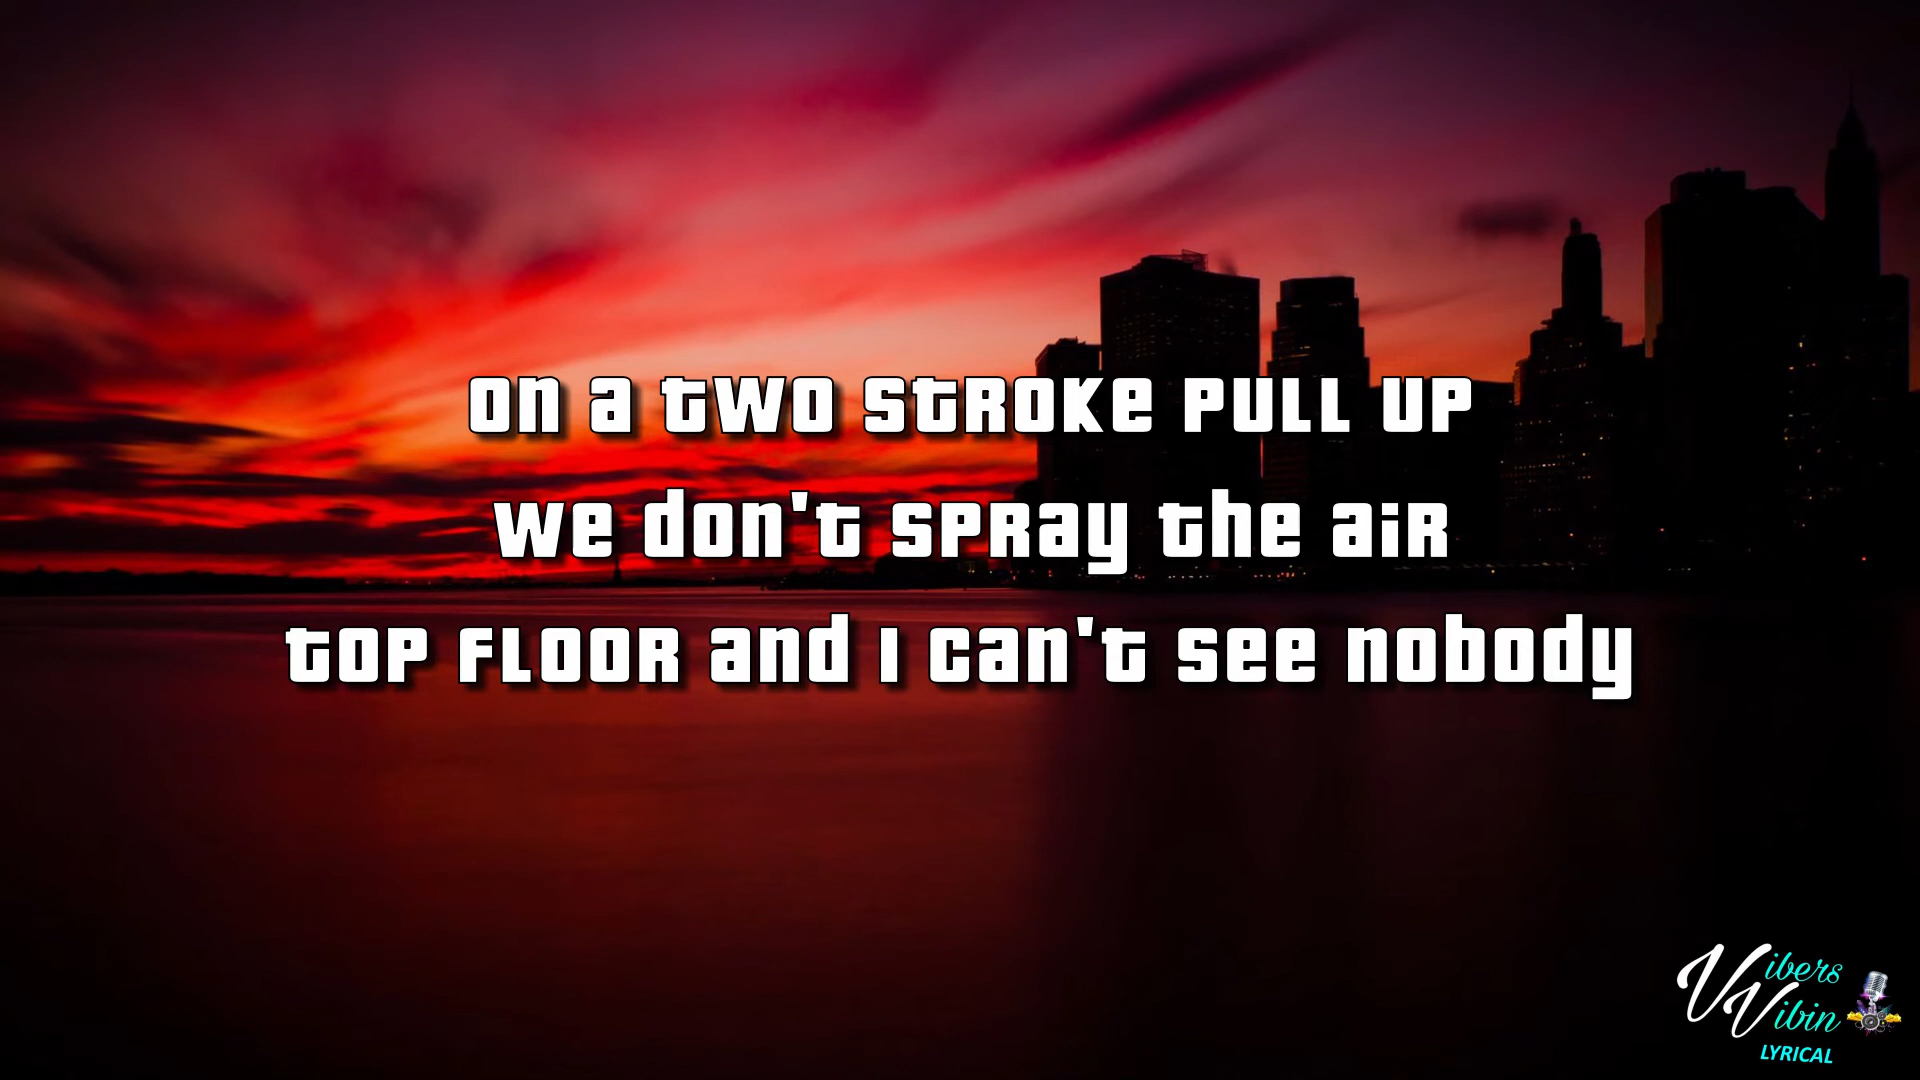 on a two stroke pull up
we don't spray the air
top floor and I can't see nobody
Vibers
Vibin
LYRICAL